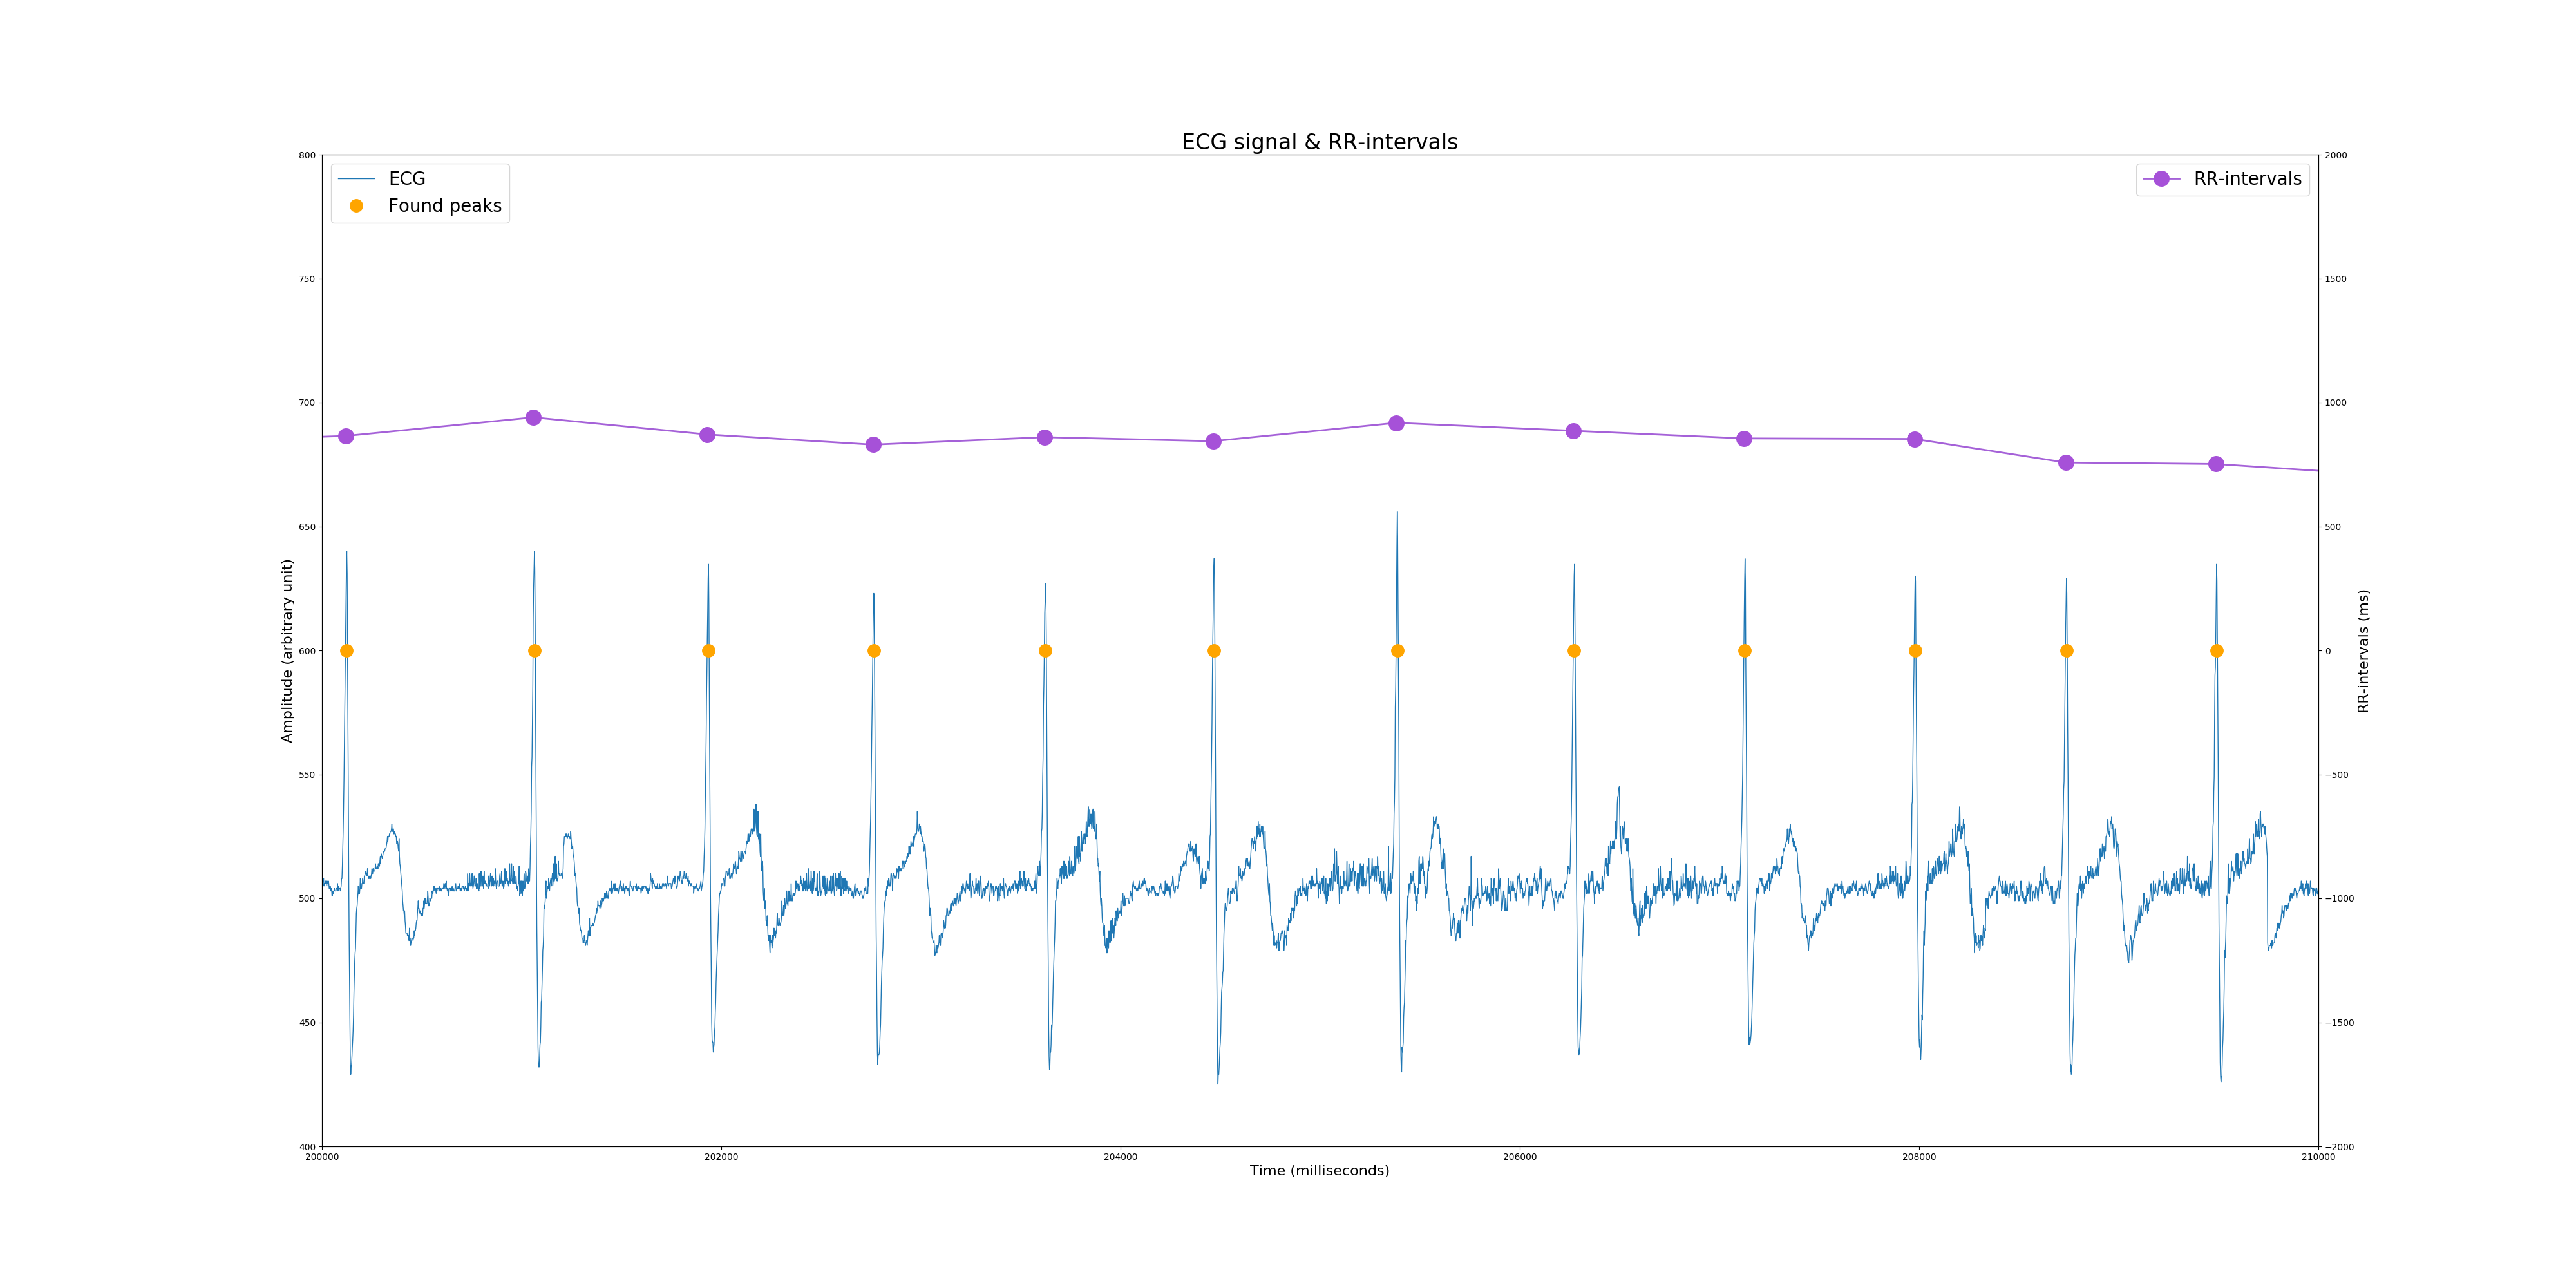 ECG signal & RR-intervals
ECG
Found peaks
RR-intervals
800
750
700
650
600
550
500
450
400
Amplitude (arbitrary unit)
2000
1500
1000
500
0
−500
−1000
−1500
−2000
RR-intervals (ms)
200000 202000 204000 206000 208000 210000
Time (milliseconds)